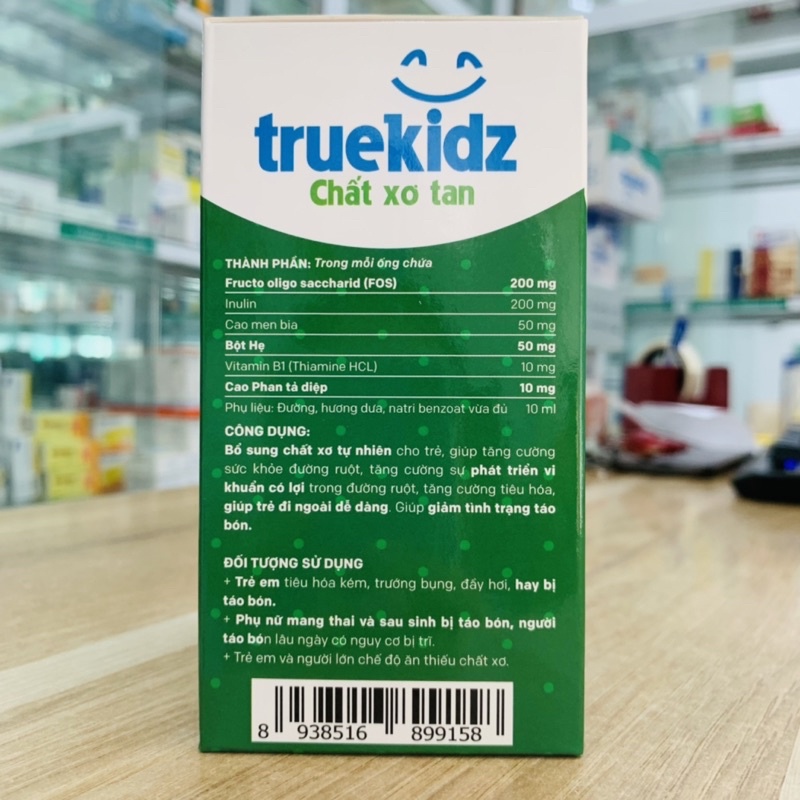 truekidz
Chất xơ tan
THÀNH PHẦN: Trong mỗi ống chứa
Fructo oligo saccharid (FOS) 200 mg
Inulin 200 mg
Cao men bia 50 mg
Bột Hẹ 50 mg
Vitamin B1 (Thiamine HCL) 10 mg
Cao Phan tả diệp 10 mg
Phụ liệu: Đường, hương dưa, natri benzoat vừa đủ 10 ml
CÔNG DỤNG:
Bổ sung chất xơ tự nhiên cho trẻ, giúp tăng cường
sức khỏe đường ruột, tăng cường sự phát triển vi
khuẩn có lợi trong đường ruột, tăng cường tiêu hóa,
giúp trẻ đi ngoài dễ dàng. Giúp giảm tình trạng táo
bón.
ĐỐI TƯỢNG SỬ DỤNG
+ Trẻ em tiêu hóa kém, trướng bụng, đầy hơi, hay bị
táo bón.
+ Phụ nữ mang thai và sau sinh bị táo bón, người
táo bón lâu ngày có nguy cơ bị trĩ.
+ Trẻ em và người lớn chế độ ăn thiếu chất xơ.
8 938516 899158